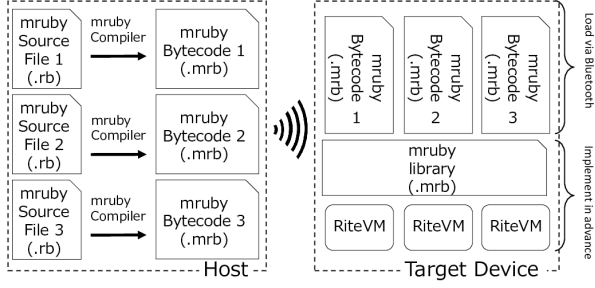 mruby
Source
File 1
(.rb)
mruby
Compiler
mruby
Bytecode 1
(.mrb)
mruby
Source
File 2
(.rb)
mruby
Compiler
mruby
Bytecode 2
(.mrb)
mruby
Source
File 3
(.rb)
mruby
Compiler
mruby
Bytecode 3
(.mrb)
Host
mruby
Bytecode
(.mrb)
1
mruby
Bytecode
(.mrb)
2
mruby
Bytecode
(.mrb)
3
mruby
library
(.mrb)
RiteVM
RiteVM
RiteVM
Target Device
Load via Bluetooth
Implement in advance